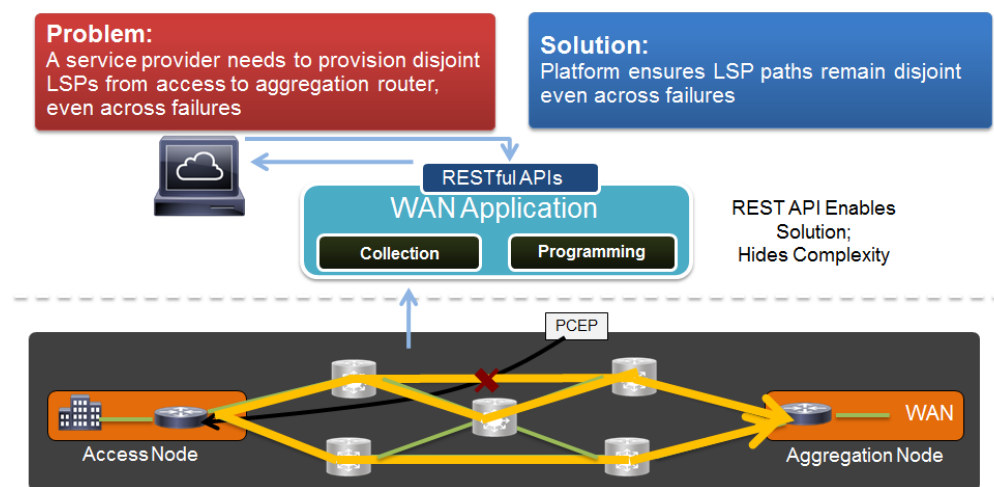 Problem:
A service provider needs to provision disjoint
LSPs from access to aggregation router,
even across failures
Solution:
Platform ensures LSP paths remain disjoint
even across failures
RESTful APIs
WAN Application
Collection
Programming
REST API Enables
Solution;
Hides Complexity
PCEP
WAN
Access Node
Aggregation Node